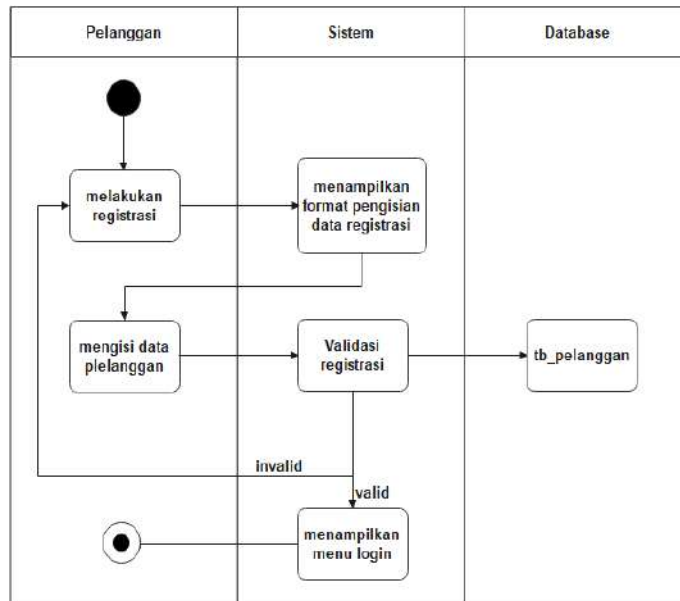 Pelanggan
Sistem
Database
melakukan
registrasi
menampilkan
format pengisian
data registrasi
mengisi data
plelanggan
Validasi
registrasi
tb_pelanggan
invalid
valid
menampilkan
menu login